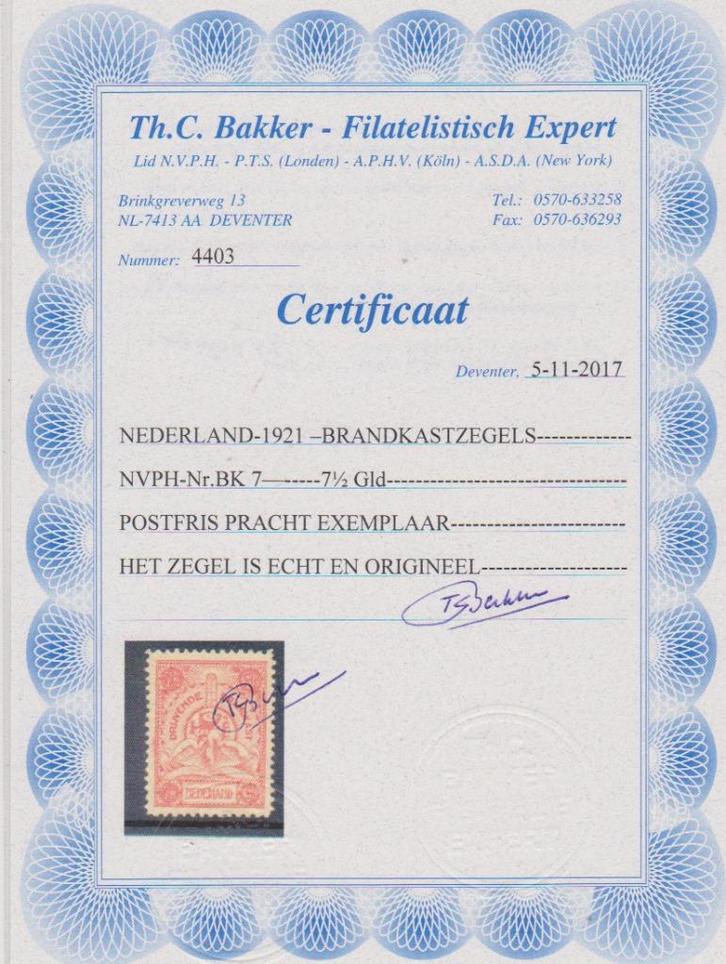 Th.C. Bakker - Filatelistisch Expert
Lid N.V.P.H. - P.T.S. (Londen) - A.P.H.V. (Köln) - A.S.D.A. (New York)
Brinkgreverweg 13 Tel.: 0570-633258
NL-7413 AA DEVENTER Fax: 0570-636293
Nummer: 4403
Certificaat
Deventer, 5-11-2017
NEDERLAND-1921 –BRANDKASTZEGELS-------------
NVPH-Nr.BK 7—-----7½ Gld---------------------------------
POSTFRIS PRACHT EXEMPLAAR------------------------
HET ZEGEL IS ECHT EN ORIGINEEL--------------------
DRIJVENDE
NEDERLAND